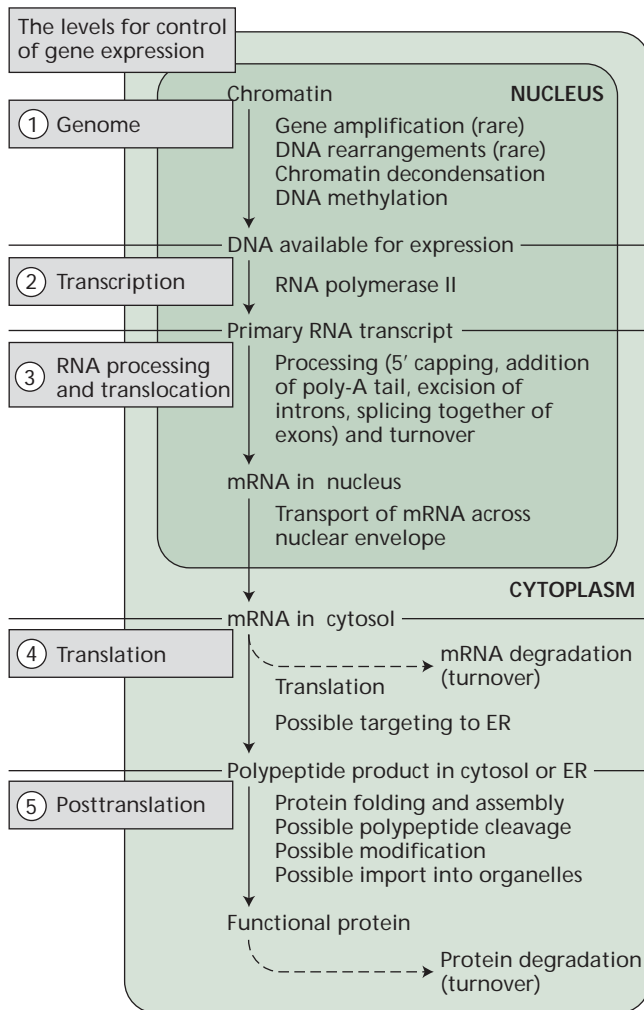 The levels for control
of gene expression
NUCLEUS
Chromatin
1 Genome
Gene amplification (rare)
DNA rearrangements (rare)
Chromatin decondensation
DNA methylation
DNA available for expression
2 Transcription
RNA polymerase II
Primary RNA transcript
3 RNA processing
and translocation
Processing (5′ capping, addition
of poly-A tail, excision of
introns, splicing together of
exons) and turnover
mRNA in nucleus
Transport of mRNA across
nuclear envelope
CYTOPLASM
mRNA in cytosol
4 Translation
mRNA degradation
(turnover)
Translation
Possible targeting to ER
Polypeptide product in cytosol or ER
5 Posttranslation
Protein folding and assembly
Possible polypeptide cleavage
Possible modification
Possible import into organelles
Functional protein
Protein degradation
(turnover)